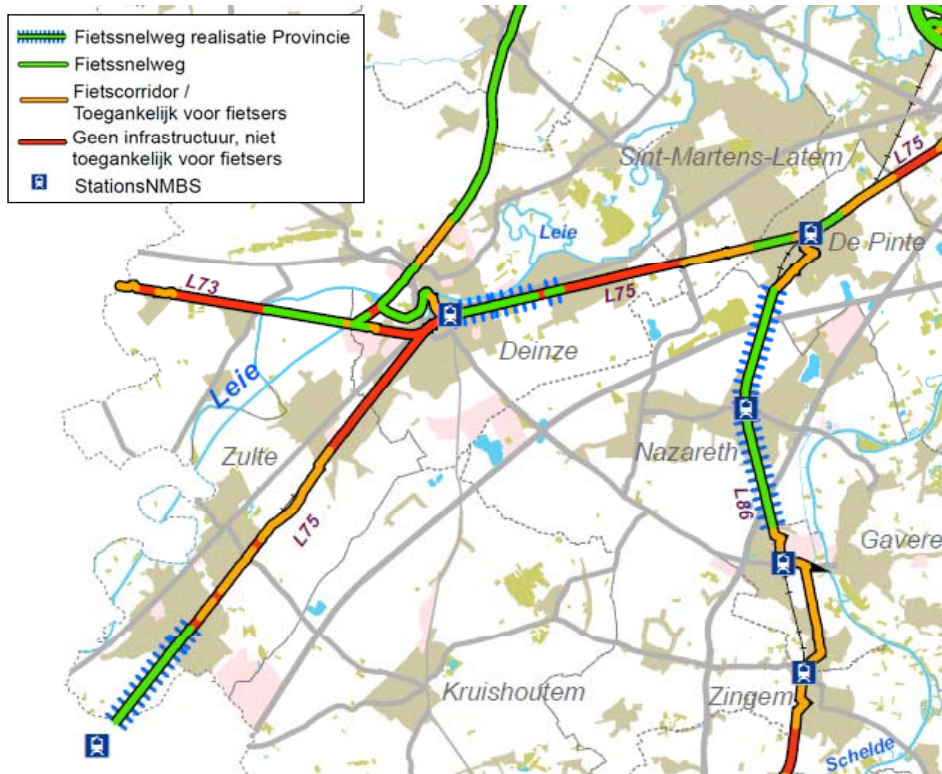 Fietssnelweg realisatie Provincie
Fietssnelweg
Fietscorridor /
Toegankelijk voor fietsers
Geen infrastructuur, niet
toegankelijk voor fietsers
StationsNMBS
Sint-Martens-Latem
L75
Leie
De Pinte
L73
L75
Deinze
Leie
Zulte
Nazareth
L86
L75
Gavere
Kruishoutem
Zingem
Schelde